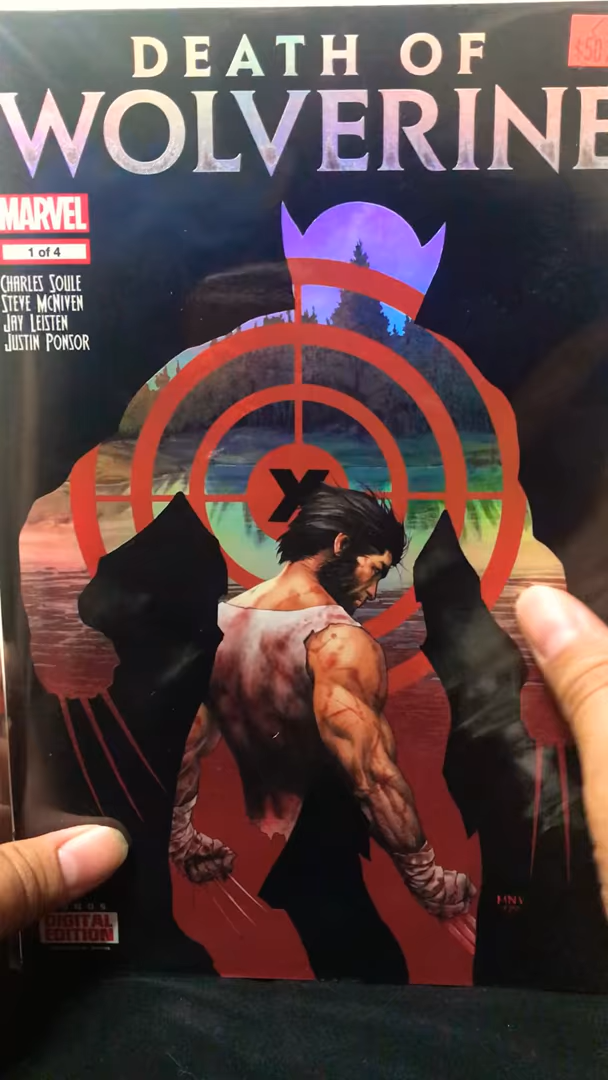 DEATH OF
WOLVERINE
MARVEL
1 of 4
CHARLES SOULE
STEVE MCNIVEN
JAY LEISTEN
JUSTIN PONSOR
X
DIGITAL
EDITION